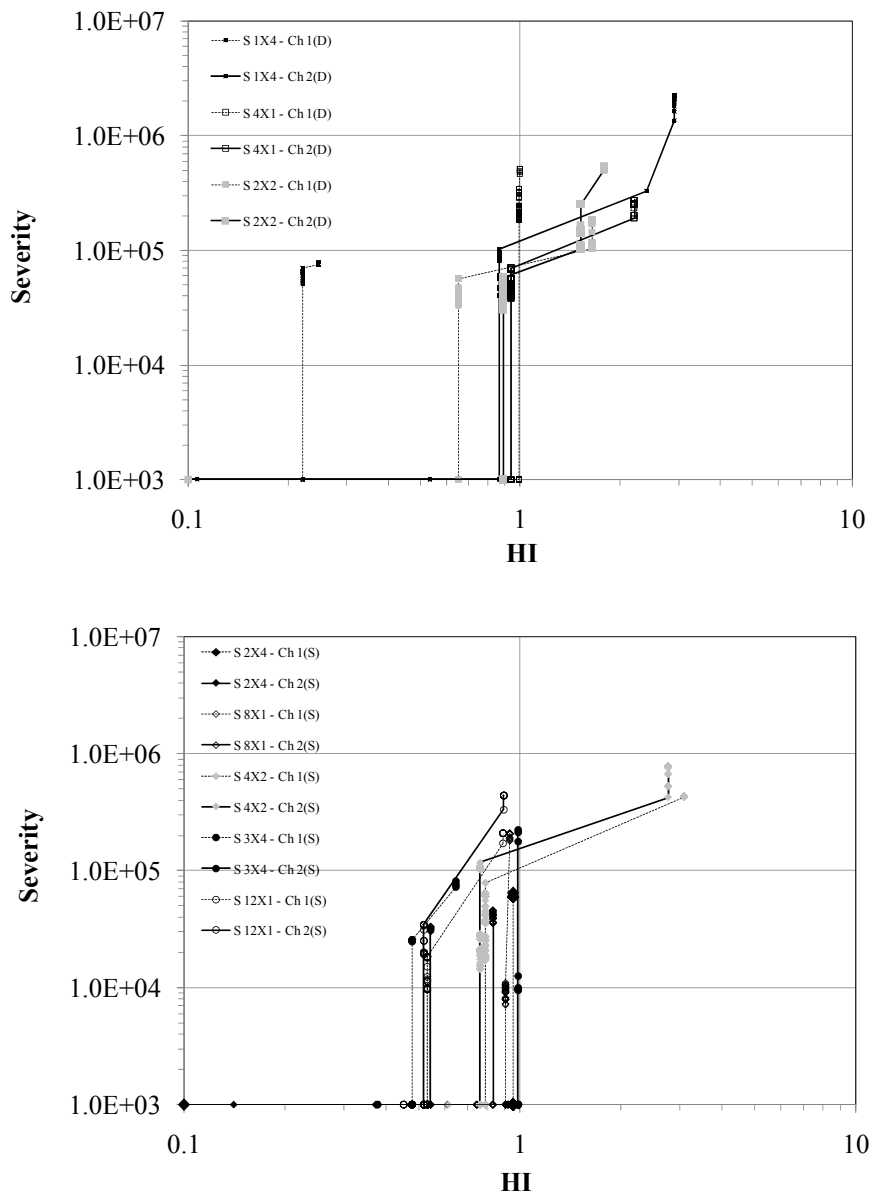 1.0E+07
S 1X4 - Ch 1(D)
S 1X4 - Ch 2(D)
1.0E+06
S 4X1 - Ch 1(D)
S 4X1 - Ch 2(D)
S 2X2 - Ch 1(D)
S 2X2 - Ch 2(D)
1.0E+05
1.0E+04
1.0E+03
Severity
0.1
1
10
HI
1.0E+07
S 2X4 - Ch 1(S)
S 2X4 - Ch 2(S)
S 8X1 - Ch 1(S)
1.0E+06
S 8X1 - Ch 2(S)
S 4X2 - Ch 1(S)
S 4X2 - Ch 2(S)
S 3X4 - Ch 1(S)
1.0E+05
S 3X4 - Ch 2(S)
S 12X1 - Ch 1(S)
S 12X1 - Ch 2(S)
1.0E+04
1.0E+03
Severity
0.1
1
10
HI